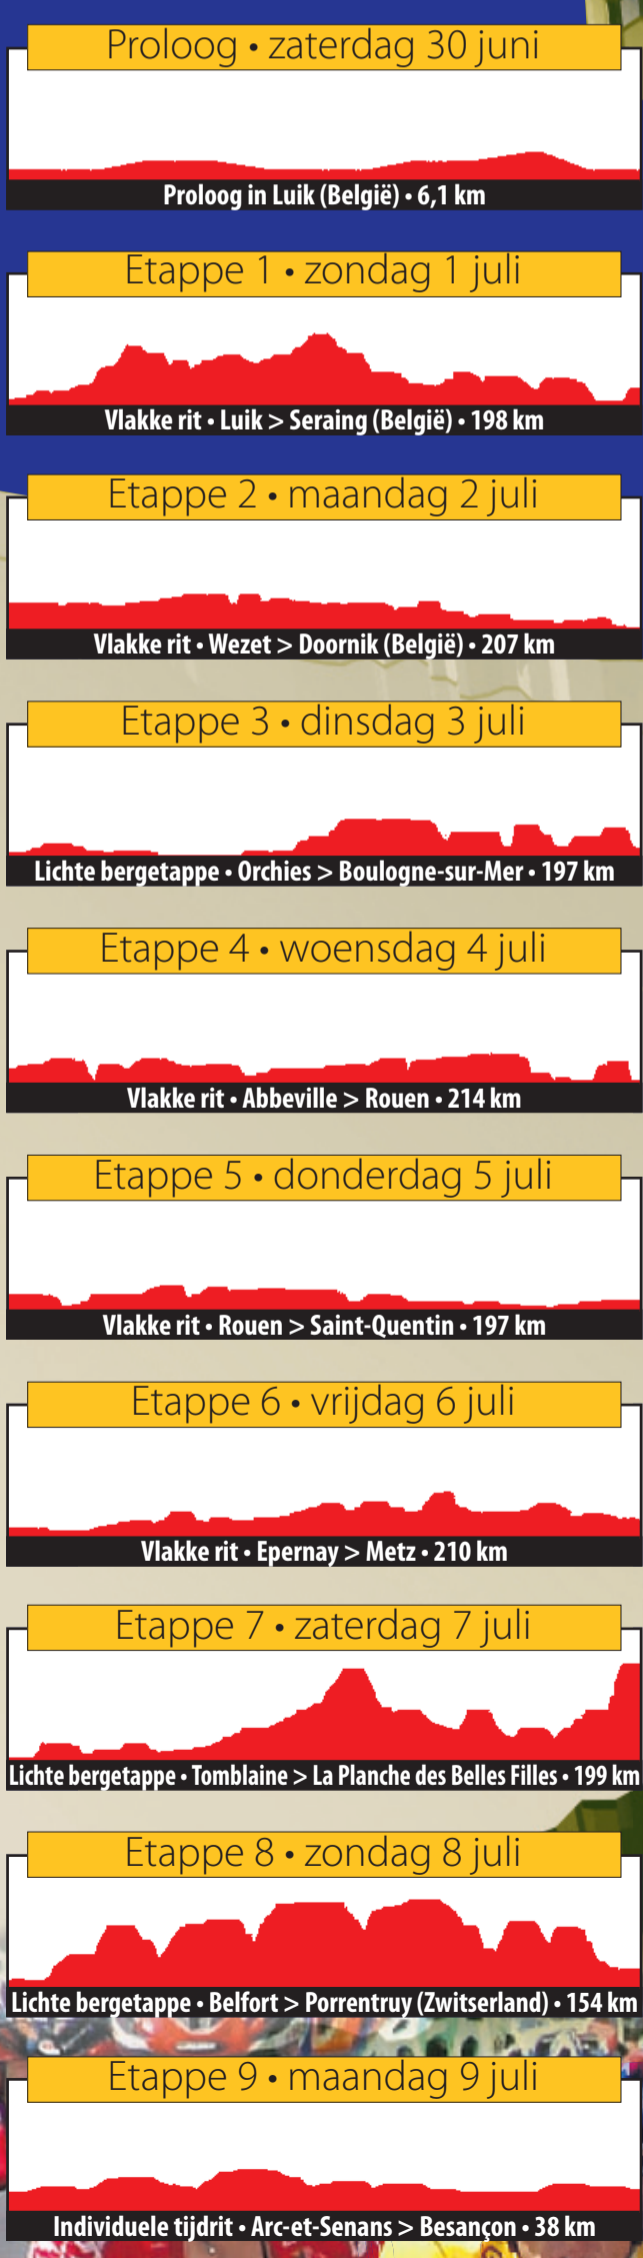 Proloog • zaterdag 30 juni
Proloog in Luik (België) • 6,1 km
Etappe 1 • zondag 1 juli
Vlakke rit • Luik > Seraing (België) • 198 km
Etappe 2 • maandag 2 juli
Vlakke rit • Wezet > Doornik (België) • 207 km
Etappe 3 • dinsdag 3 juli
Lichte bergetappe • Orchies > Boulogne-sur-Mer • 197 km
Etappe 4 • woensdag 4 juli
Vlakke rit • Abbeville > Rouen • 214 km
Etappe 5 • donderdag 5 juli
Vlakke rit • Rouen > Saint-Quentin • 197 km
Etappe 6 • vrijdag 6 juli
Vlakke rit • Epernay > Metz • 210 km
Etappe 7 • zaterdag 7 juli
Lichte bergetappe • Tomblaine > La Planche des Belles Filles • 199 km
Etappe 8 • zondag 8 juli
Lichte bergetappe • Belfort > Porrentruy (Zwitserland) • 154 km
Etappe 9 • maandag 9 juli
Individuele tijdrit • Arc-et-Senans > Besançon • 38 km